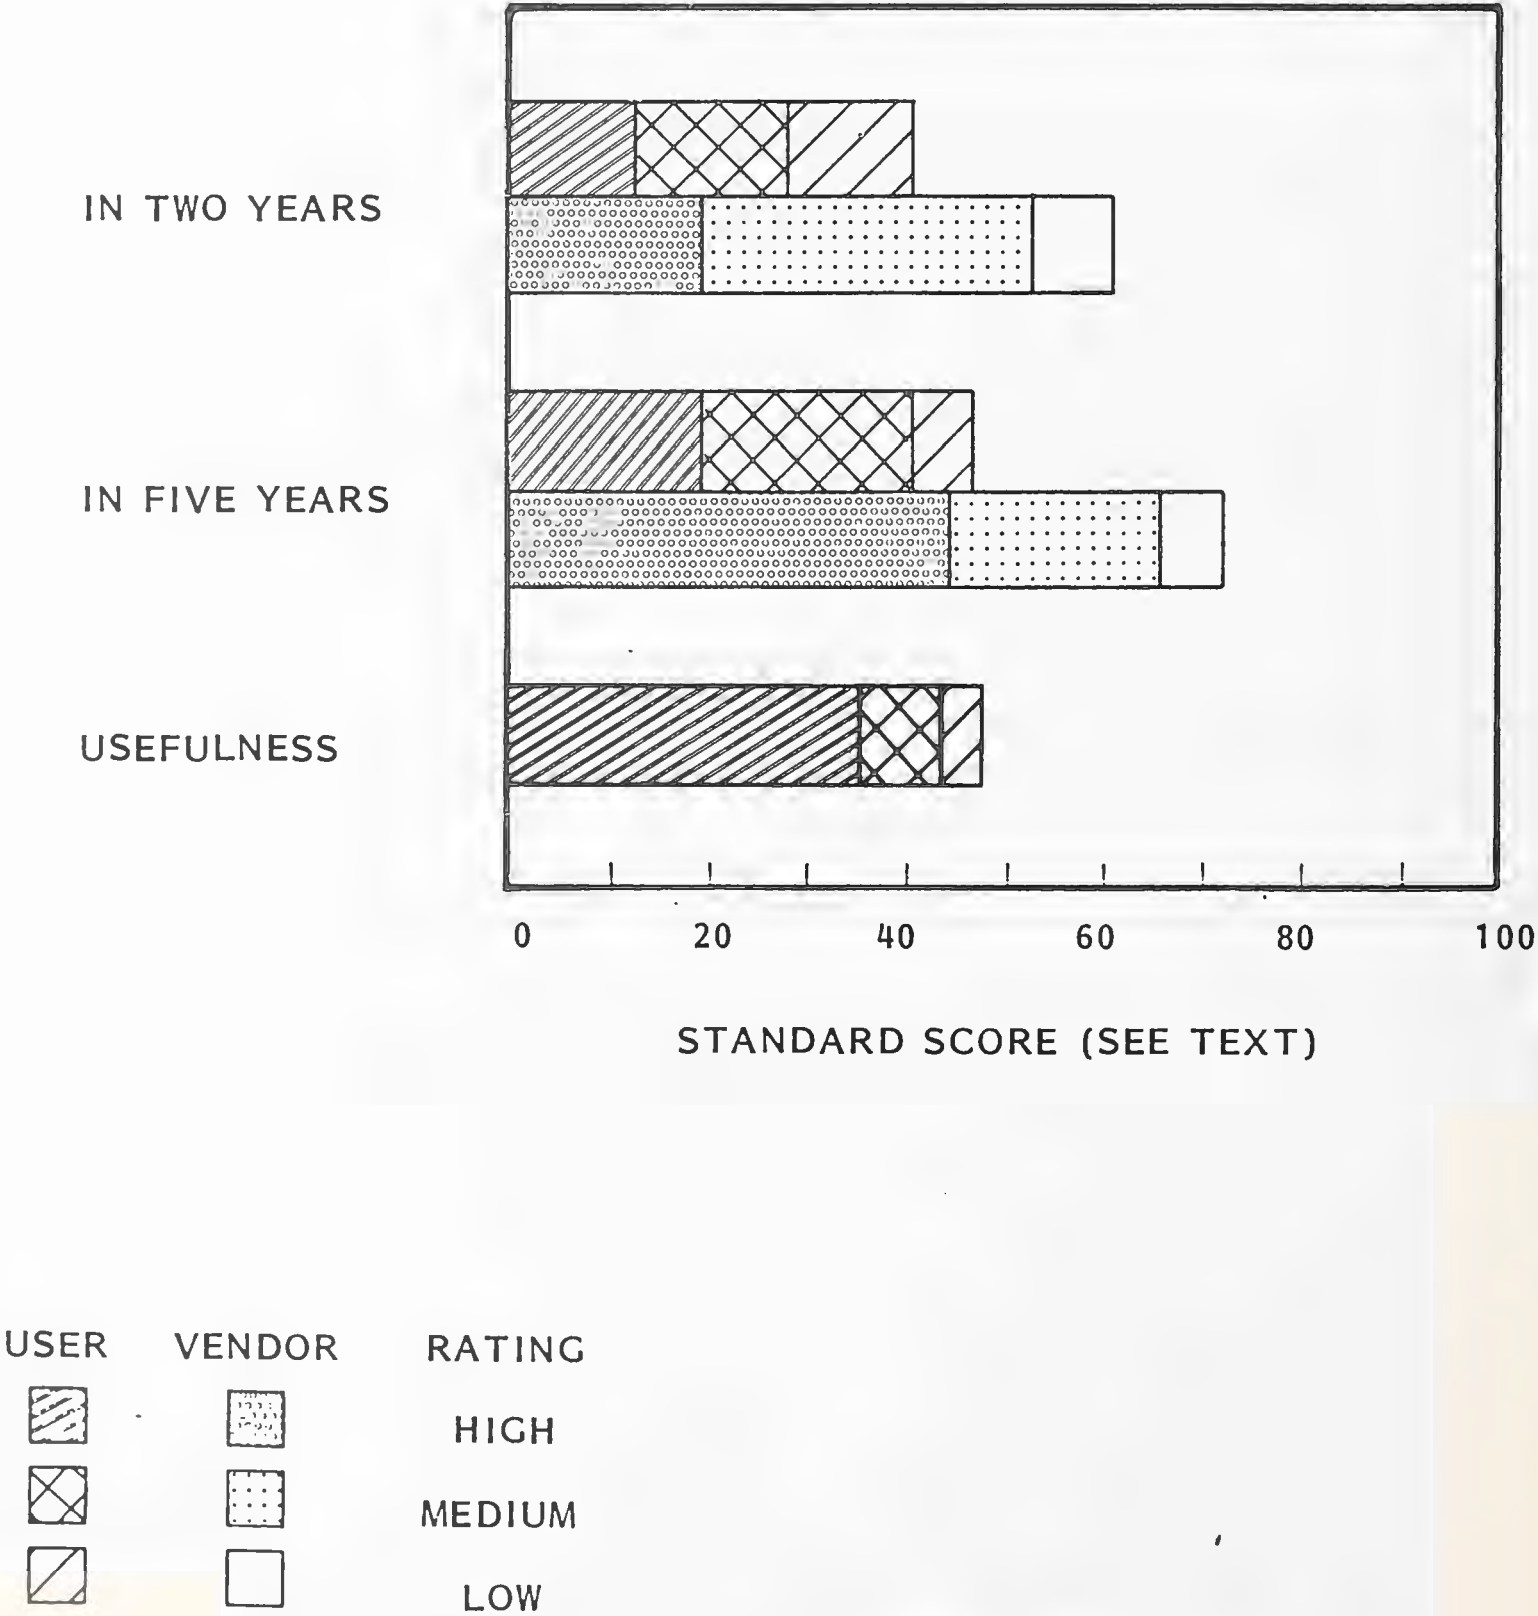 IN TWO YEARS
IN FIVE YEARS
USEFULNESS
0 20 40 60 80 100
STANDARD SCORE (SEE TEXT)
USER VENDOR RATING
HIGH
MEDIUM
LOW